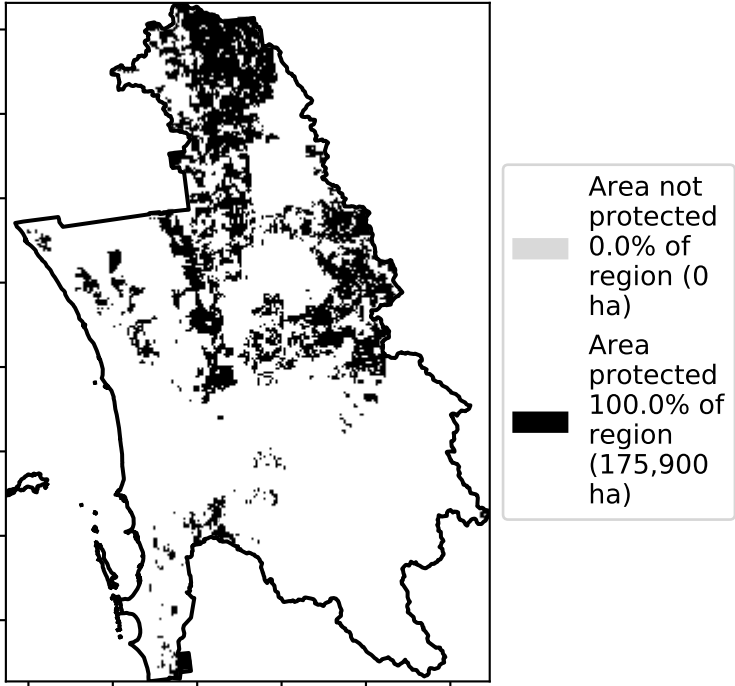 Area not
protected
0.0% of
region (0
ha)
Area
protected
100.0% of
region
(175,900
ha)